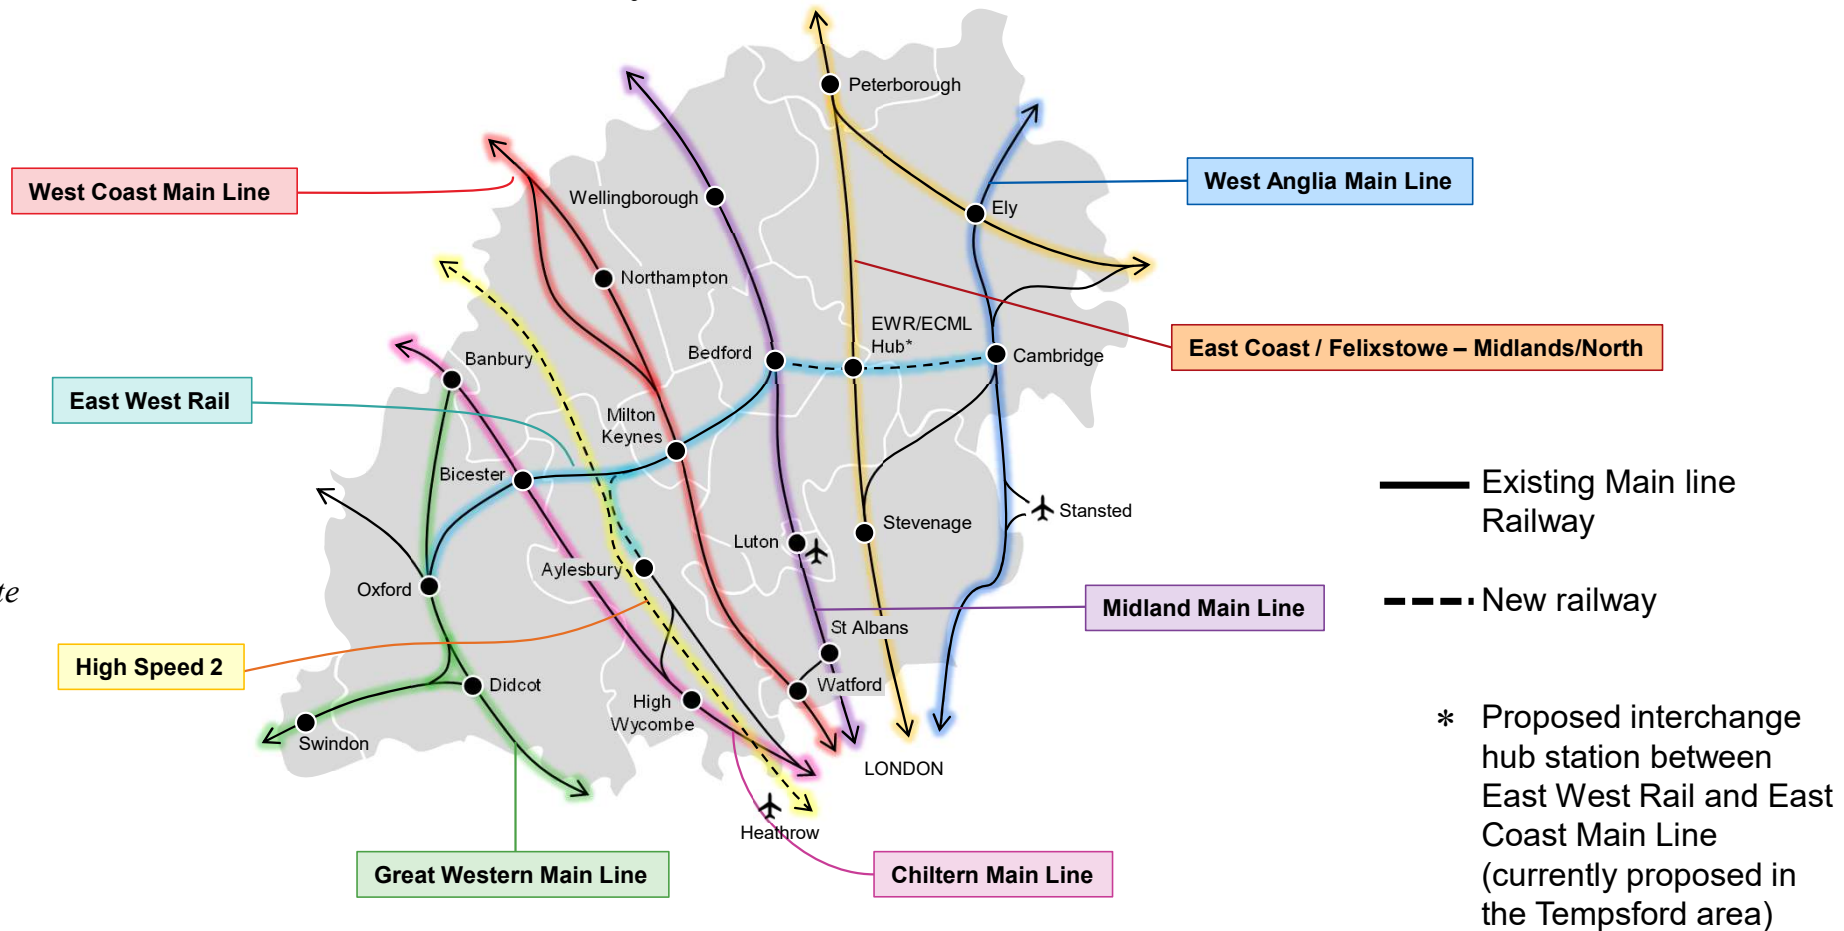 Peterborough
West Coast Main Line
Wellingborough
West Anglia Main Line
Ely
Northampton
EWR/ECML
Hub*
Bedford
Cambridge
East Coast / Felixstowe – Midlands/North
Banbury
East West Rail
Milton
Keynes
Bicester
Existing Main line
Railway
Stansted
Stevenage
Luton
Aylesbury
Oxford
te
New railway
Midland Main Line
St Albans
High Speed 2
Didcot
Watford
High
Wycombe
Swindon
* Proposed interchange
hub station between
East West Rail and East
Coast Main Line
(currently proposed in
the Tempsford area)
LONDON
Heathrow
Great Western Main Line
Chiltern Main Line